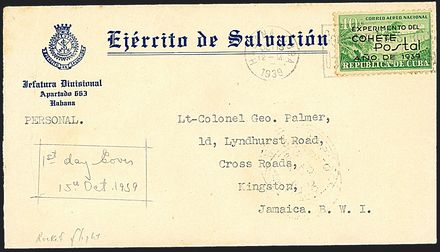 Ejército de Salvación
CORREO AEREO NACIONAL
10
EXPERIMENTO DEL
COHETE
Postal
AÑO DE 1939
REPUBLICA DE CUBA
1939
Jefatura Divisional
Apartado 663
Habana
PERSONAL.
Lt-Colonel Geo. Palmer,
1d, Lyndhurst Road,
Cross Roads,
Kingston,
Jamaica. B. W. I.
1st day Cover
15th Oct 1939
Rocket flight